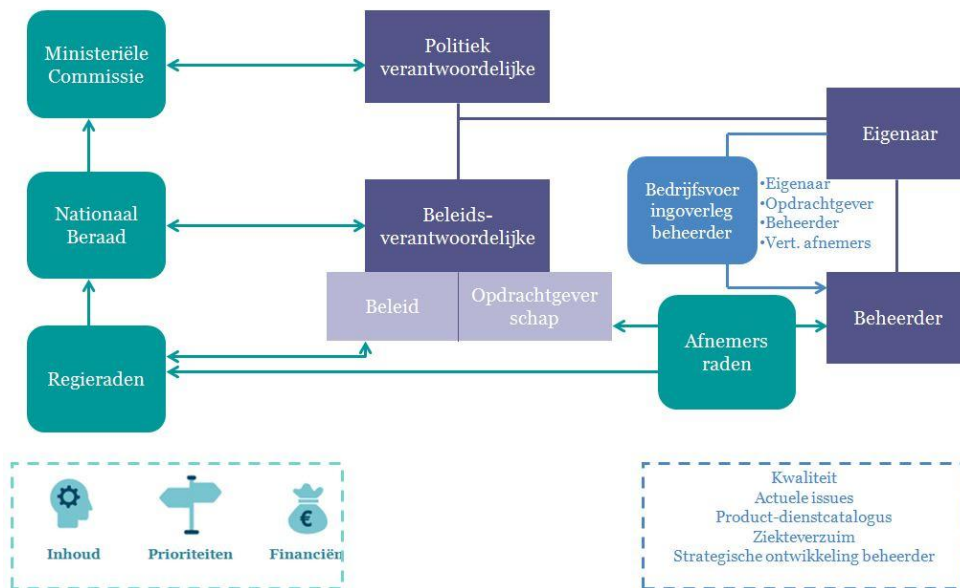 Ministeriële
Commissie
Politiek
verantwoordelijke
Eigenaar
Nationaal
Beraad
Beleids-
verantwoordelijke
Bedrijfsvoer
ingoverleg
beheerder
•Eigenaar
•Opdrachtgever
•Beheerder
•Vert. afnemers
Beleid
Opdrachtgever
schap
Beheerder
Regieraden
Afnemers
raden
Inhoud
Prioriteiten
Financiën
Kwaliteit
Actuele issues
Product-dienstcatalogus
Ziekteverzuim
Strategische ontwikkeling beheerder